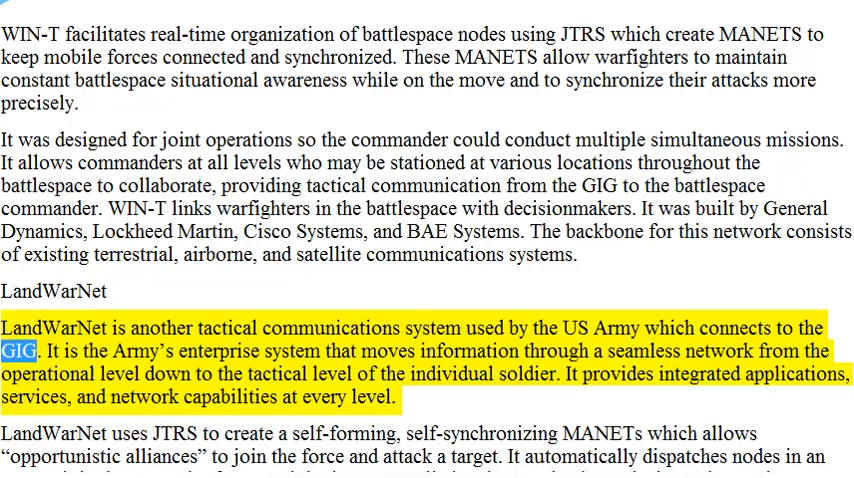 WIN-T facilitates real-time organization of battlespace nodes using JTRS which create MANETS to
keep mobile forces connected and synchronized. These MANETS allow warfighters to maintain
constant battlespace situational awareness while on the move and to synchronize their attacks more
precisely.
It was designed for joint operations so the commander could conduct multiple simultaneous missions.
It allows commanders at all levels who may be stationed at various locations throughout the
battlespace to collaborate, providing tactical communication from the GIG to the battlespace
commander. WIN-T links warfighters in the battlespace with decisionmakers. It was built by General
Dynamics, Lockheed Martin, Cisco Systems, and BAE Systems. The backbone for this network consists
of existing terrestrial, airborne, and satellite communications systems.
LandWarNet
LandWarNet is another tactical communications system used by the US Army which connects to the
GIG. It is the Army’s enterprise system that moves information through a seamless network from the
operational level down to the tactical level of the individual soldier. It provides integrated applications,
services, and network capabilities at every level.
LandWarNet uses JTRS to create a self-forming, self-synchronizing MANETs which allows
“opportunistic alliances” to join the force and attack a target. It automatically dispatches nodes in an